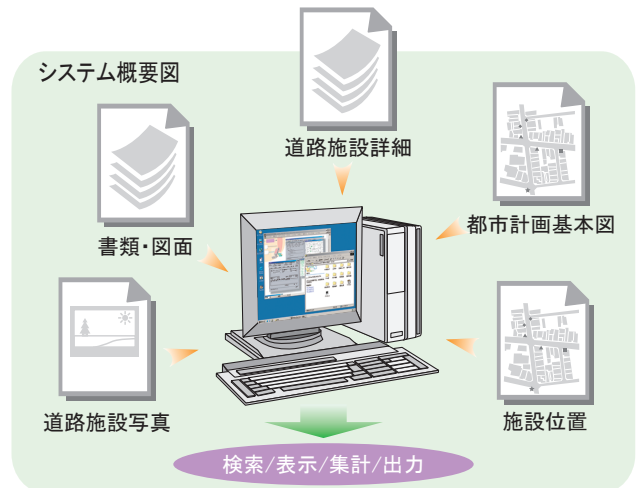 システム概要図
道路施設詳細
書類・図面
都市計画基本図
道路施設写真
施設位置
検索/表示/集計/出力